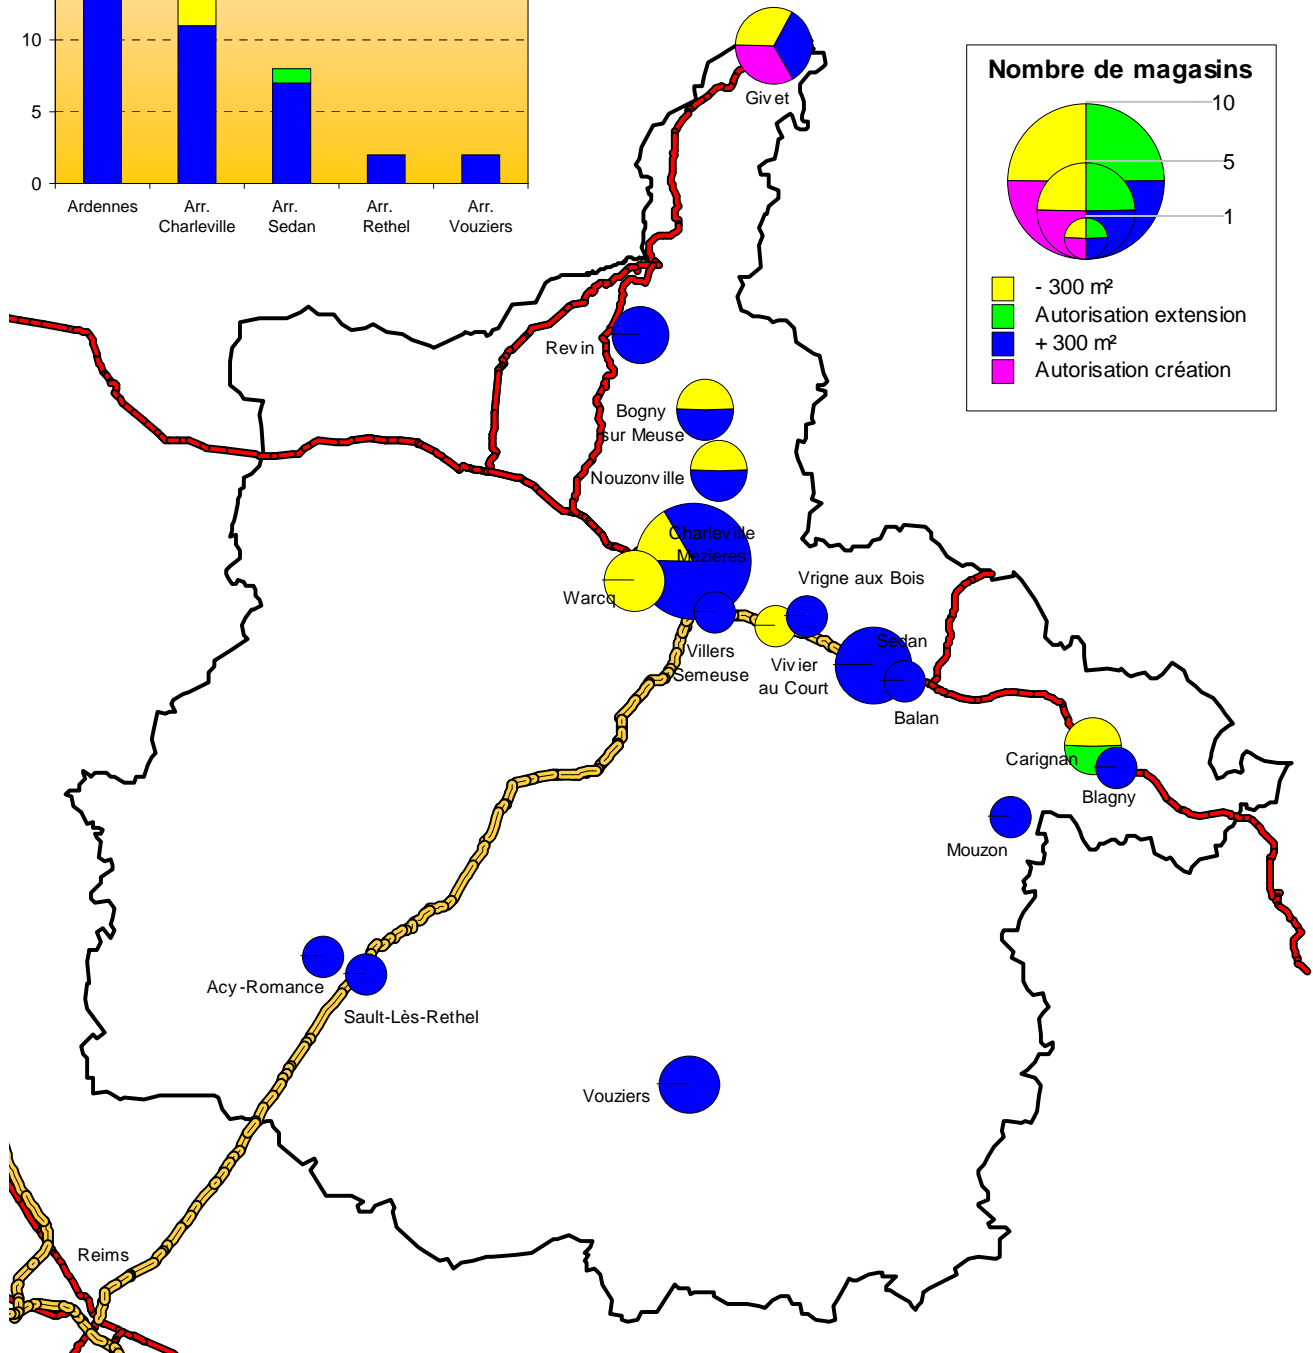 10
5
0
Ardennes
Arr.
Charleville
Arr.
Sedan
Arr.
Rethel
Arr.
Vouziers
Givet
Nombre de magasins
10
5
1
- 300 m²
Autorisation extension
+ 300 m²
Autorisation création
Revin
Bogny
sur Meuse
Nouzonville
Charleville
Mezieres
Warcq
Vrigne aux Bois
Villers
Semeuse
Vivier
au Court
Sedan
Balan
Carignan
Blagny
Mouzon
Acy-Romance
Sault-Lès-Rethel
Vouziers
Reims